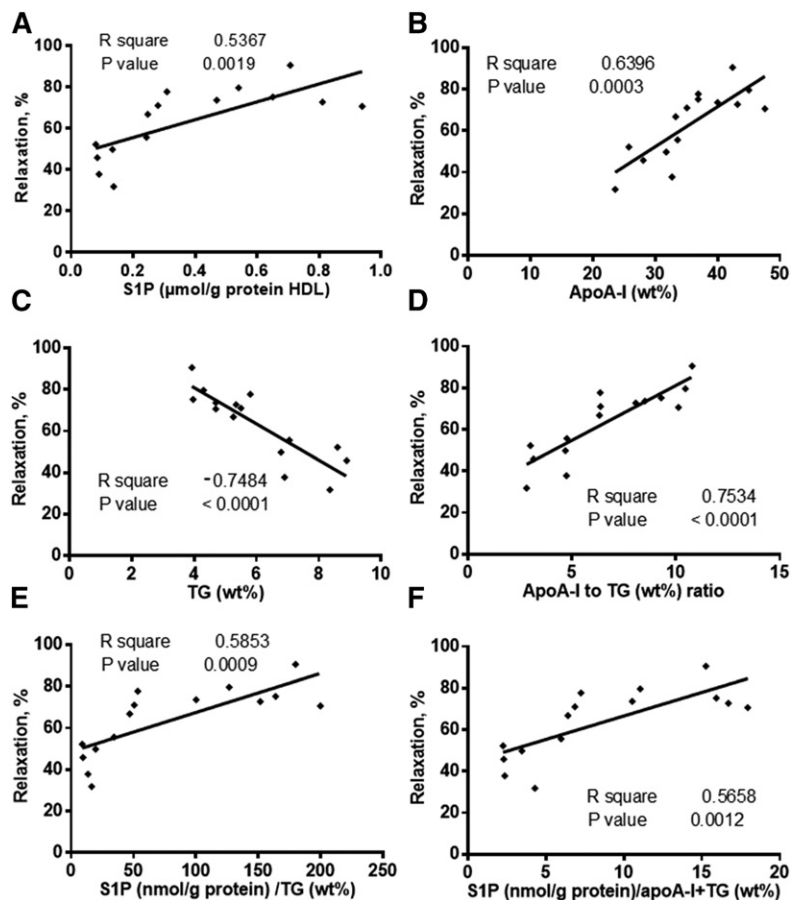 A
R square 0.5367
P value 0.0019
Relaxation, %
100
80
60
40
20
0
0.0 0.2 0.4 0.6 0.8 1.0
S1P (µmol/g protein HDL)
B
R square 0.6396
P value 0.0003
Relaxation, %
100
80
60
40
20
0
0 10 20 30 40 50
ApoA-I (wt%)
C
Relaxation, %
100
80
60
40
20
0
R square -0.7484
P value < 0.0001
0 2 4 6 8 10
TG (wt%)
D
Relaxation, %
100
80
60
40
20
0
R square 0.7534
P value < 0.0001
0 5 10 15
ApoA-I to TG (wt%) ratio
E
R square 0.5853
P value 0.0009
Relaxation, %
100
80
60
40
20
0
0 50 100 150 200 250
S1P (nmol/g protein) /TG (wt%)
F
Relaxation, %
100
80
60
40
20
0
R square 0.5658
P value 0.0012
0 5 10 15 20
S1P (nmol/g protein)/apoA-I+TG (wt%)